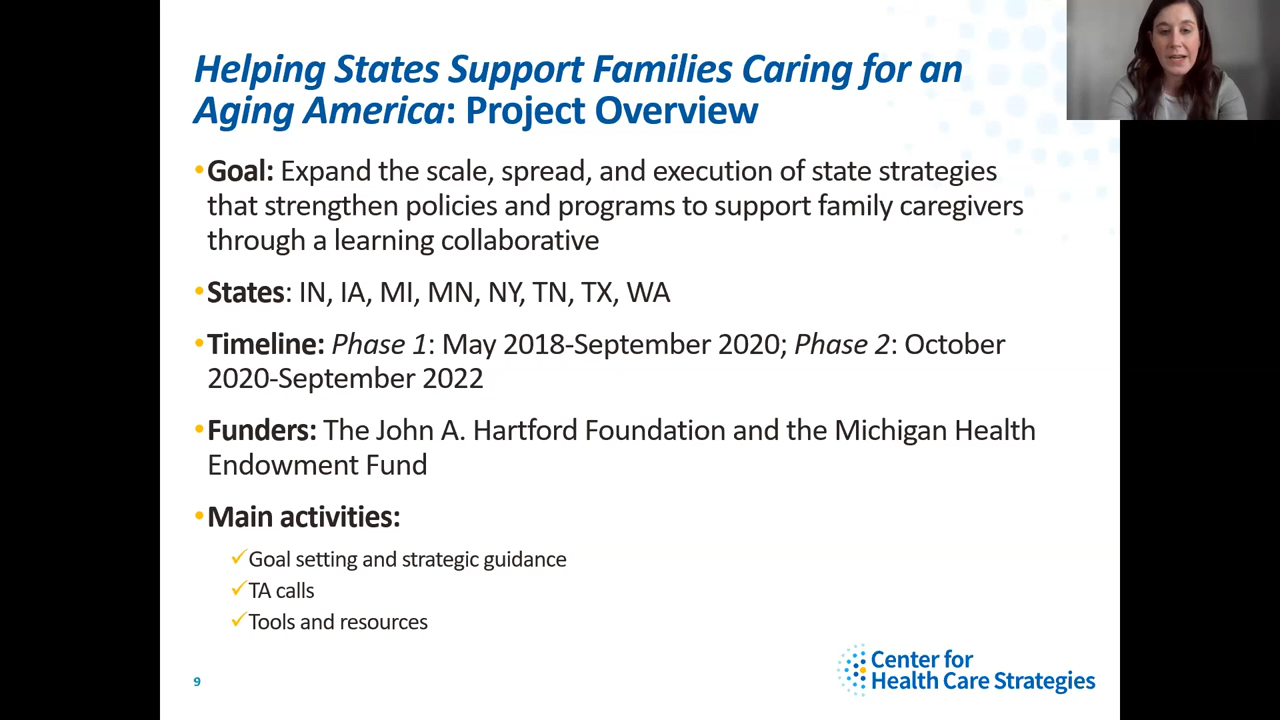 Helping States Support Families Caring for an
Aging America: Project Overview
•Goal: Expand the scale, spread, and execution of state strategies
that strengthen policies and programs to support family caregivers
through a learning collaborative
•States: IN, IA, MI, MN, NY, TN, TX, WA
•Timeline: Phase 1: May 2018-September 2020; Phase 2: October
2020-September 2022
•Funders: The John A. Hartford Foundation and the Michigan Health
Endowment Fund
•Main activities:
✓Goal setting and strategic guidance
✓TA calls
✓Tools and resources
9
Center for
Health Care Strategies